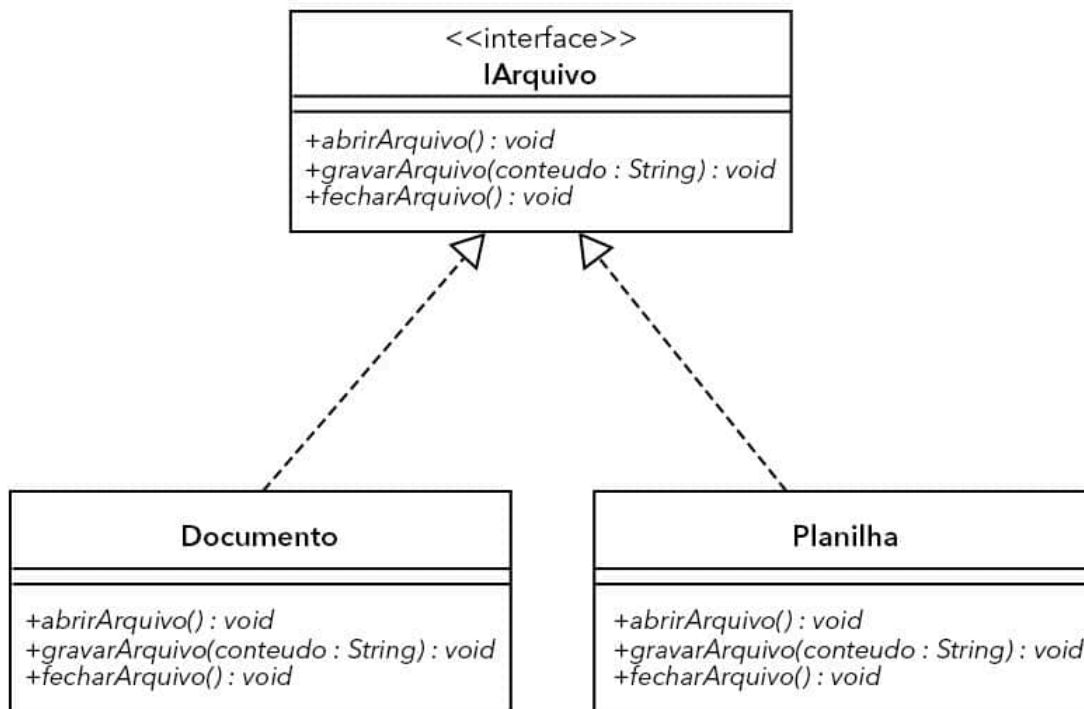 <<interface>>
IArquivo
+abrirArquivo() : void
+gravarArquivo(conteudo : String) : void
+fecharArquivo() : void
Documento
+abrirArquivo() : void
+gravarArquivo(conteudo : String) : void
+fecharArquivo() : void
Planilha
+abrirArquivo() : void
+gravarArquivo(conteudo : String) : void
+fecharArquivo() : void